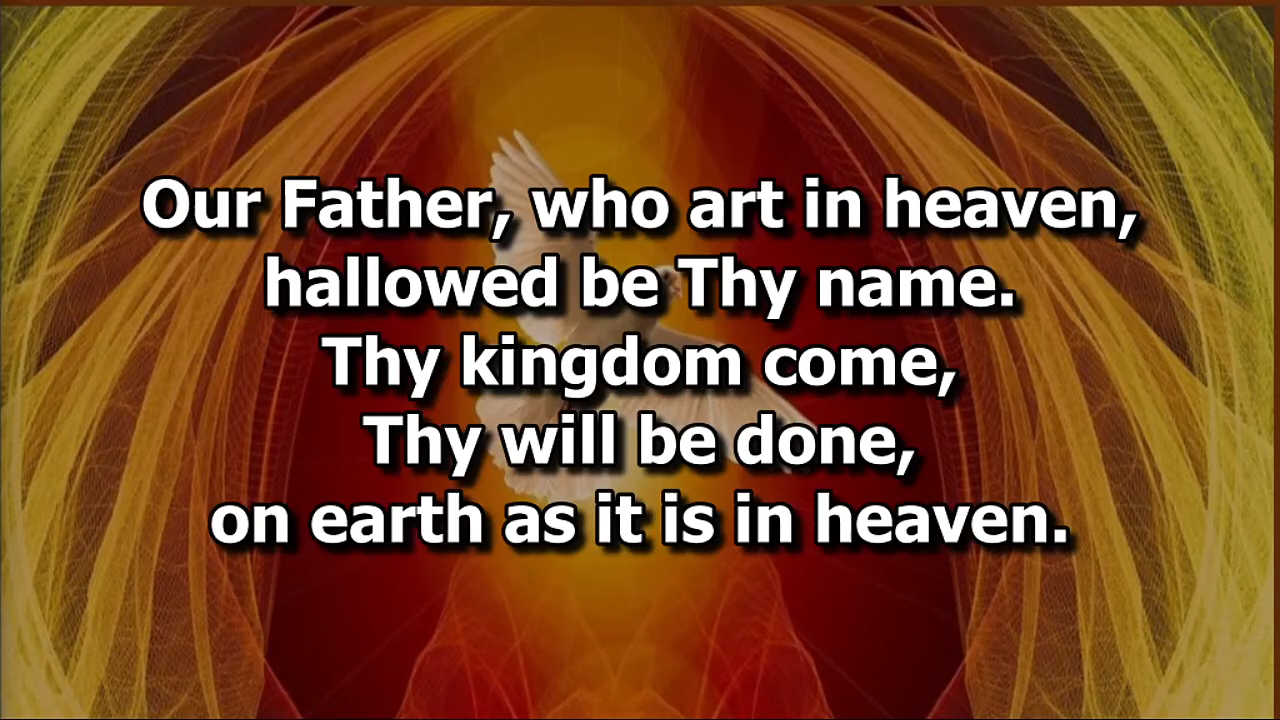 Our Father, who art in heaven,
hallowed be Thy name.
Thy kingdom come,
Thy will be done,
on earth as it is in heaven.